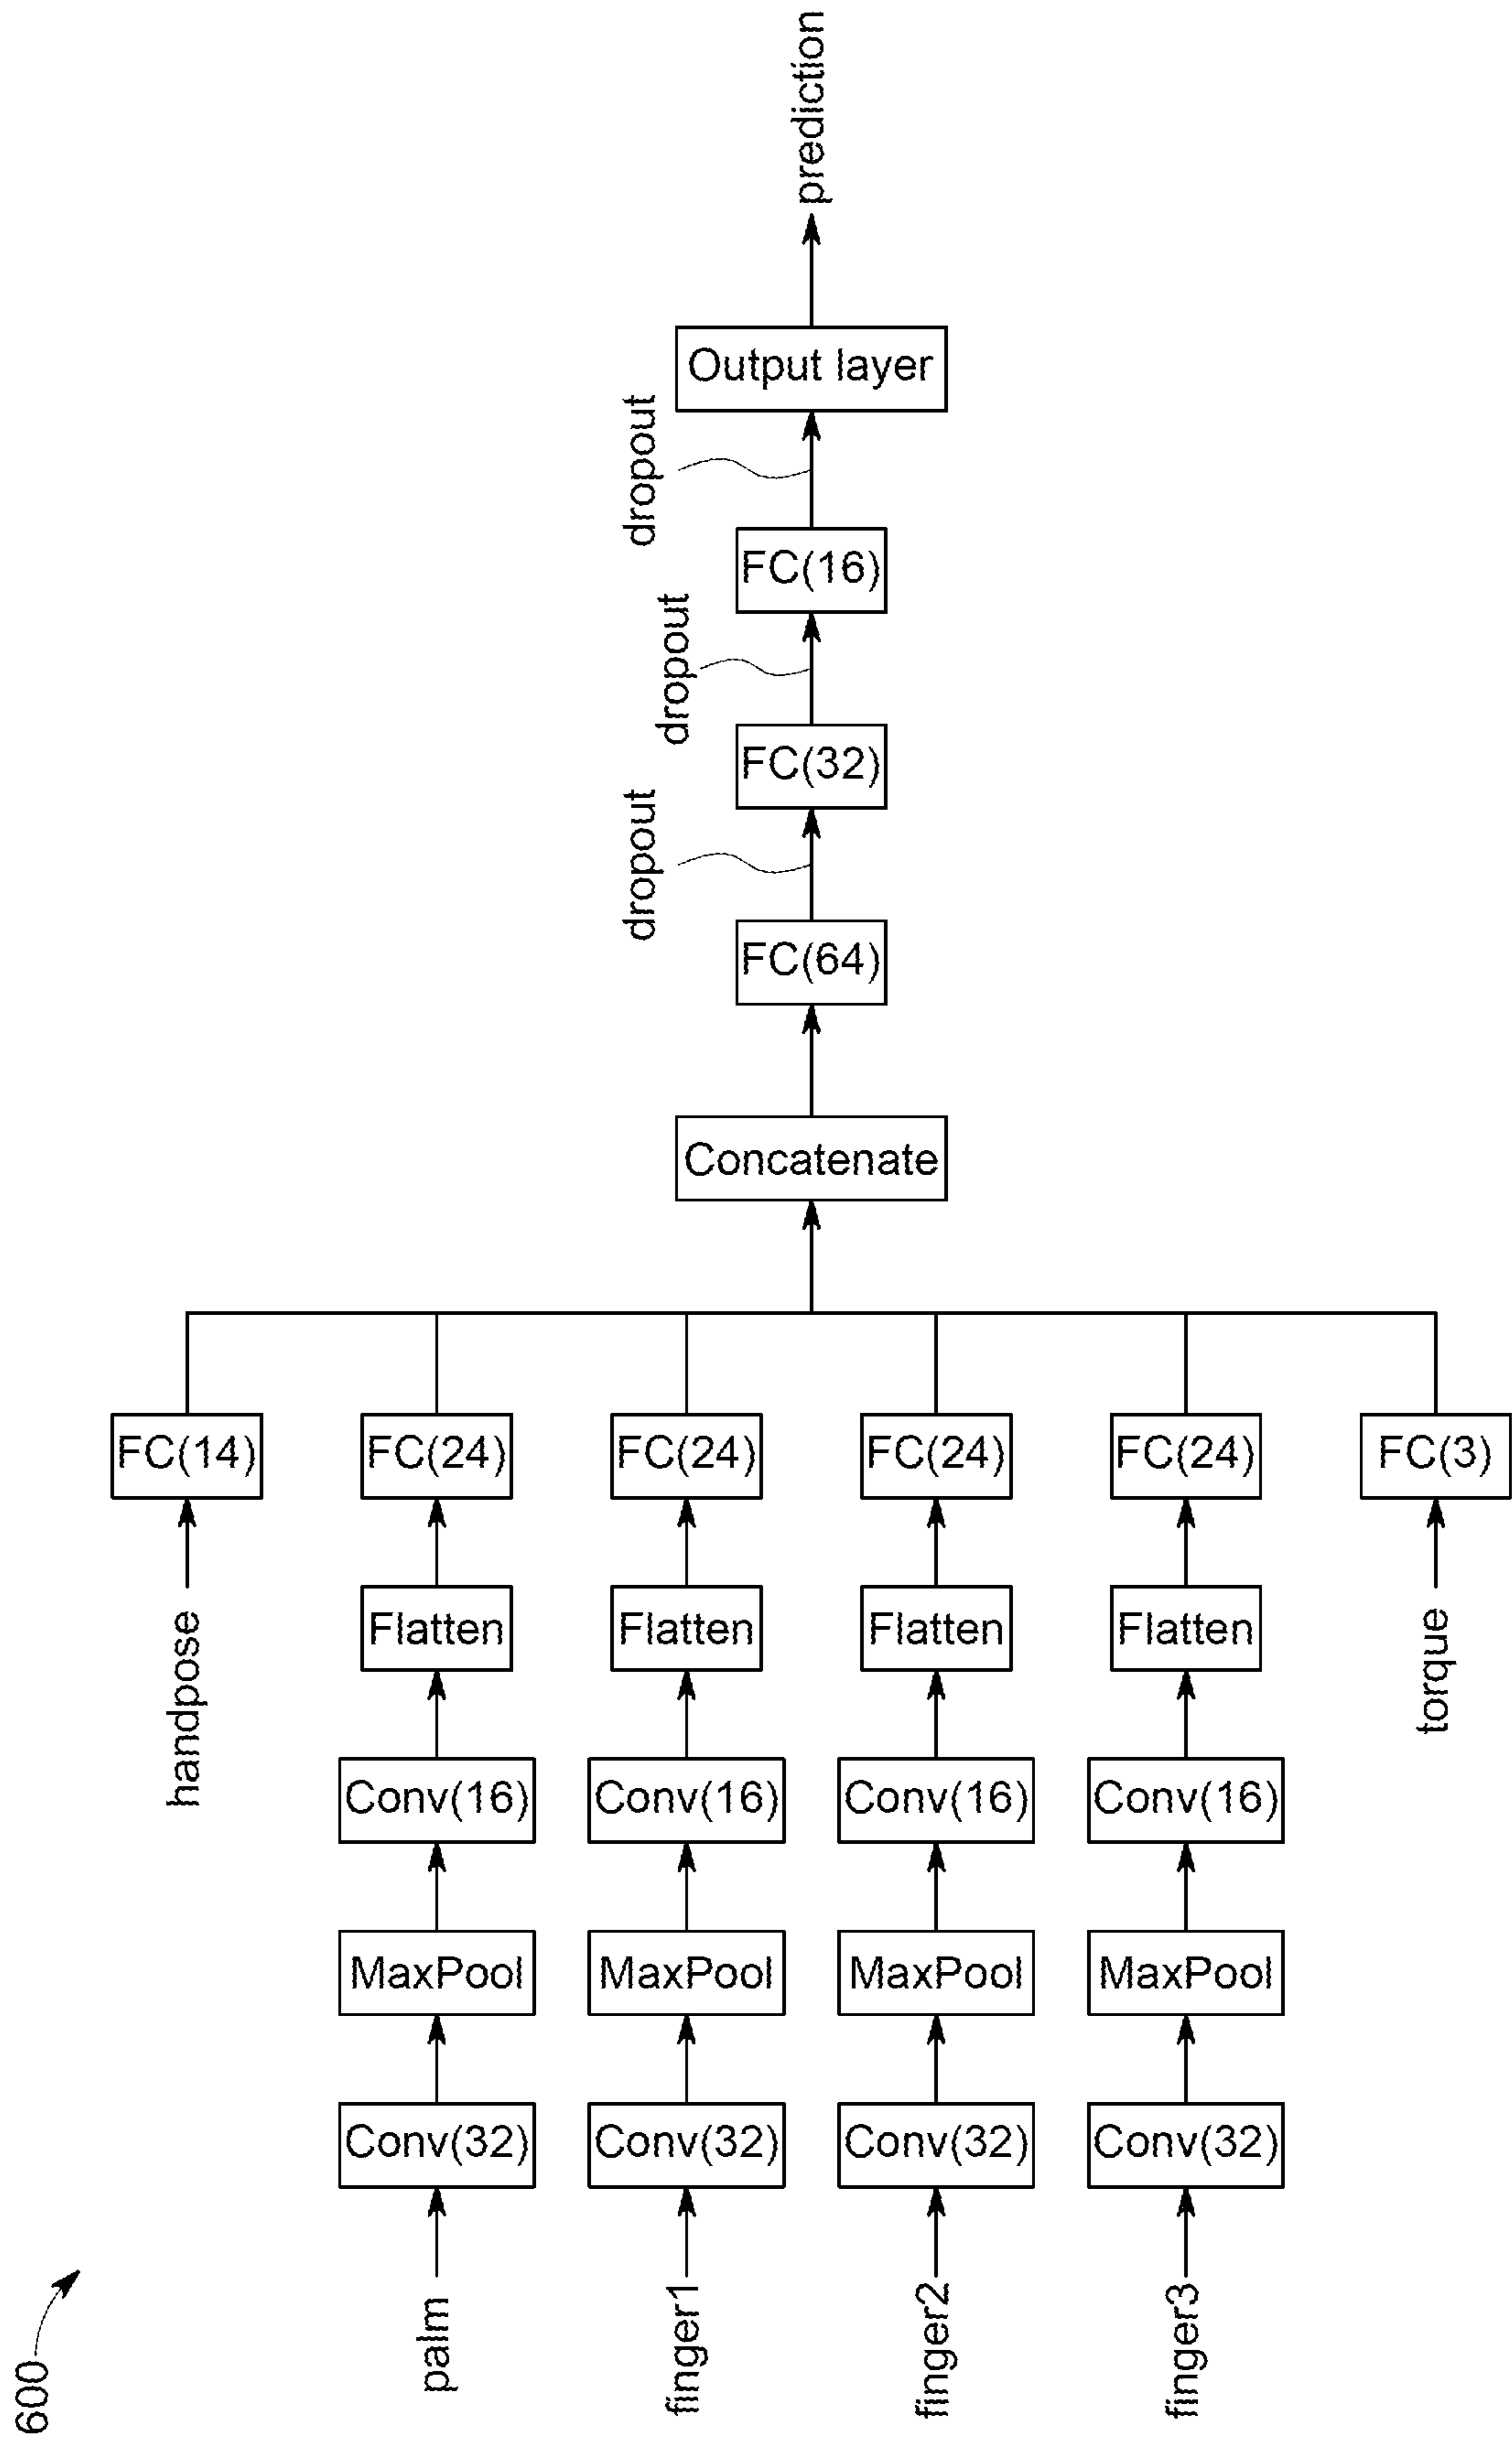 600
handpose
FC(14)
palm
Conv(32)
MaxPool
Conv(16)
Flatten
FC(24)
finger1
Conv(32)
MaxPool
Conv(16)
Flatten
FC(24)
finger2
Conv(32)
MaxPool
Conv(16)
Flatten
FC(24)
finger3
Conv(32)
MaxPool
Conv(16)
Flatten
FC(24)
torque
FC(3)
Concatenate
FC(64)
dropout
FC(32)
dropout
FC(16)
dropout
Output layer
prediction